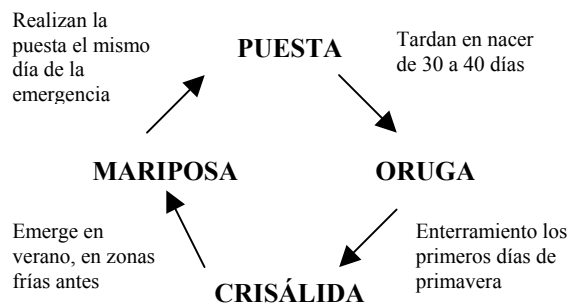 Realizan la
puesta el mismo
día de la
emergencia
PUESTA
Tardan en nacer
de 30 a 40 días
MARIPOSA
ORUGA
Emerge en
verano, en zonas
frías antes
Enterramiento los
primeros días de
primavera
CRISÁLIDA